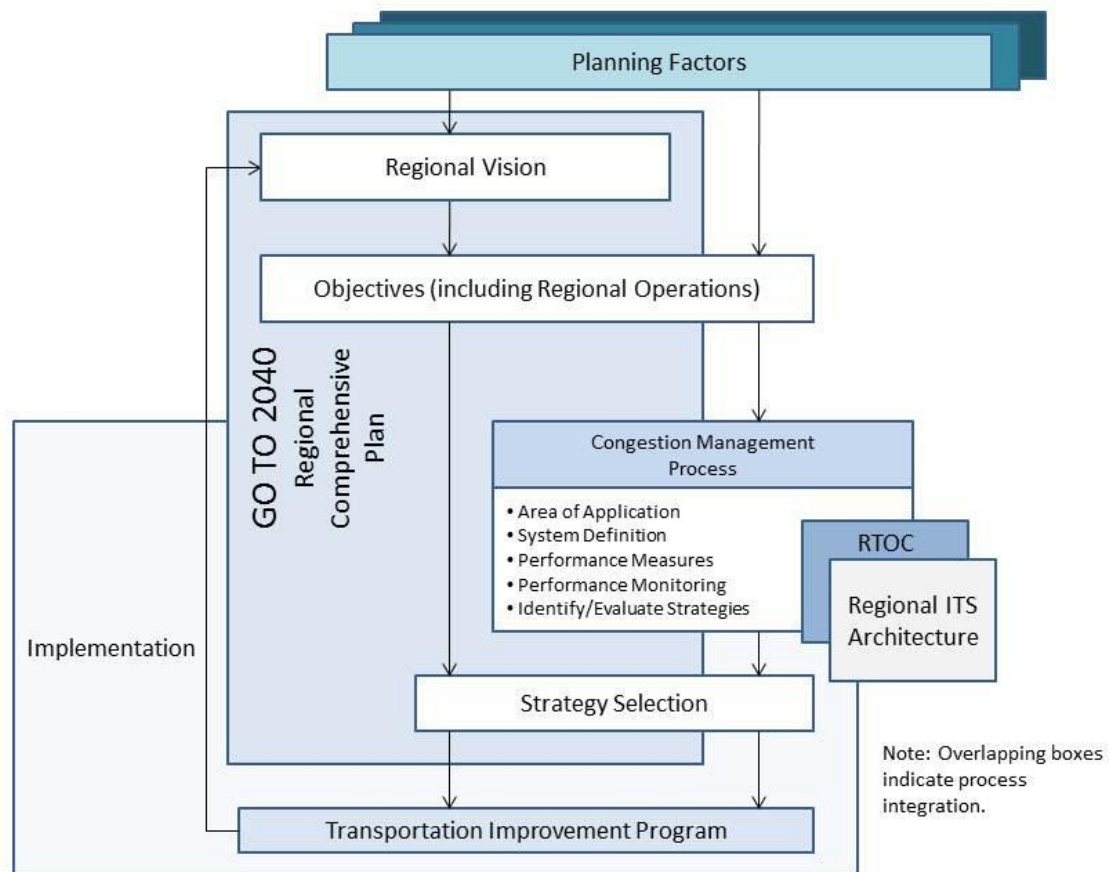 Planning Factors
Regional Vision
Objectives (including Regional Operations)
GO TO 2040
Regional
Comprehensive
Plan
Congestion Management
Process
• Area of Application
• System Definition
• Performance Measures
• Performance Monitoring
• Identify/Evaluate Strategies
RTOC
Regional ITS
Architecture
Implementation
Strategy Selection
Note: Overlapping boxes
indicate process
integration.
Transportation Improvement Program